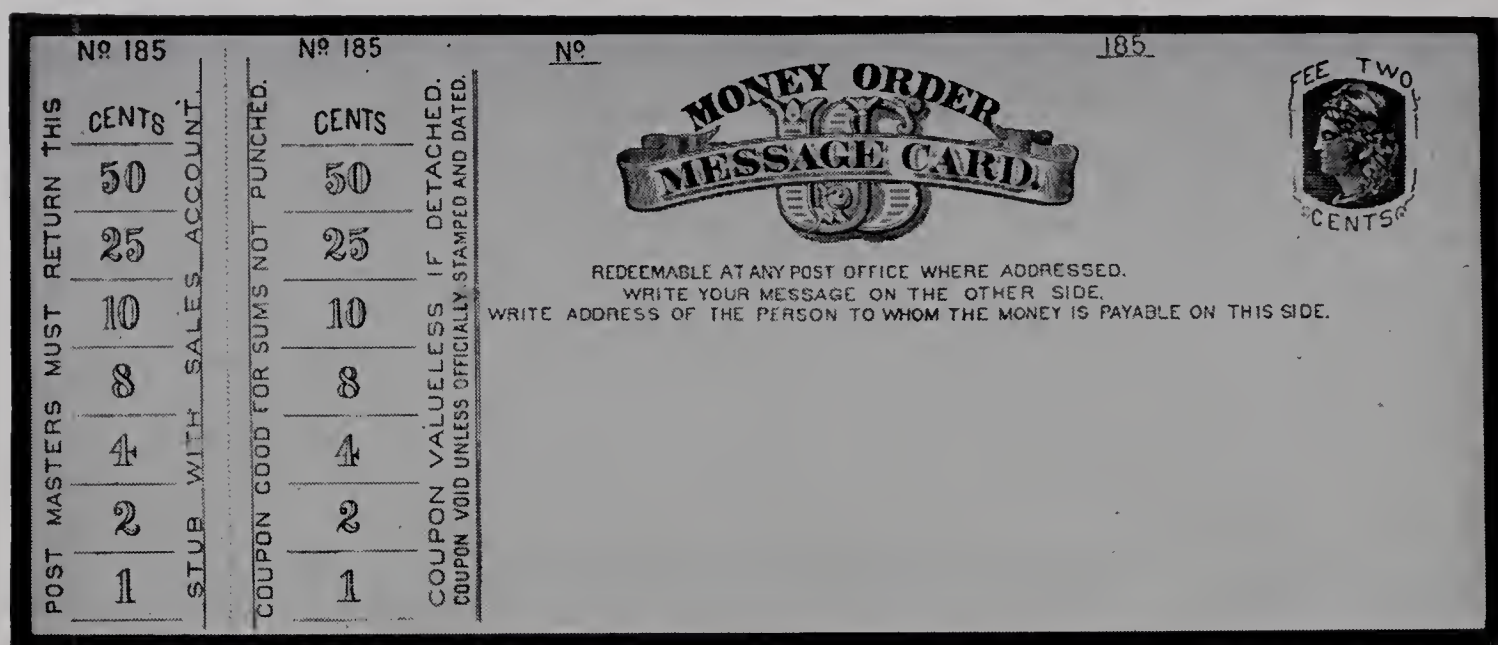 Nº 185
POST MASTERS MUST RETURN THIS
CENTS
50
25
10
8
4
2
1
STUB WITH SALES ACCOUNT.
Nº 185
COUPON GOOD FOR SUMS NOT PUNCHED.
CENTS
50
25
10
8
4
2
1
COUPON VALUELESS IF DETACHED.
COUPON VOID UNLESS OFFICIALLY STAMPED AND DATED.
Nº 185
MONEY ORDER
MESSAGE CARD.
US
FEE TWO
CENTS
REDEEMABLE AT ANY POST OFFICE WHERE ADDRESSED.
WRITE YOUR MESSAGE ON THE OTHER SIDE.
WRITE ADDRESS OF THE PERSON TO WHOM THE MONEY IS PAYABLE ON THIS SIDE.